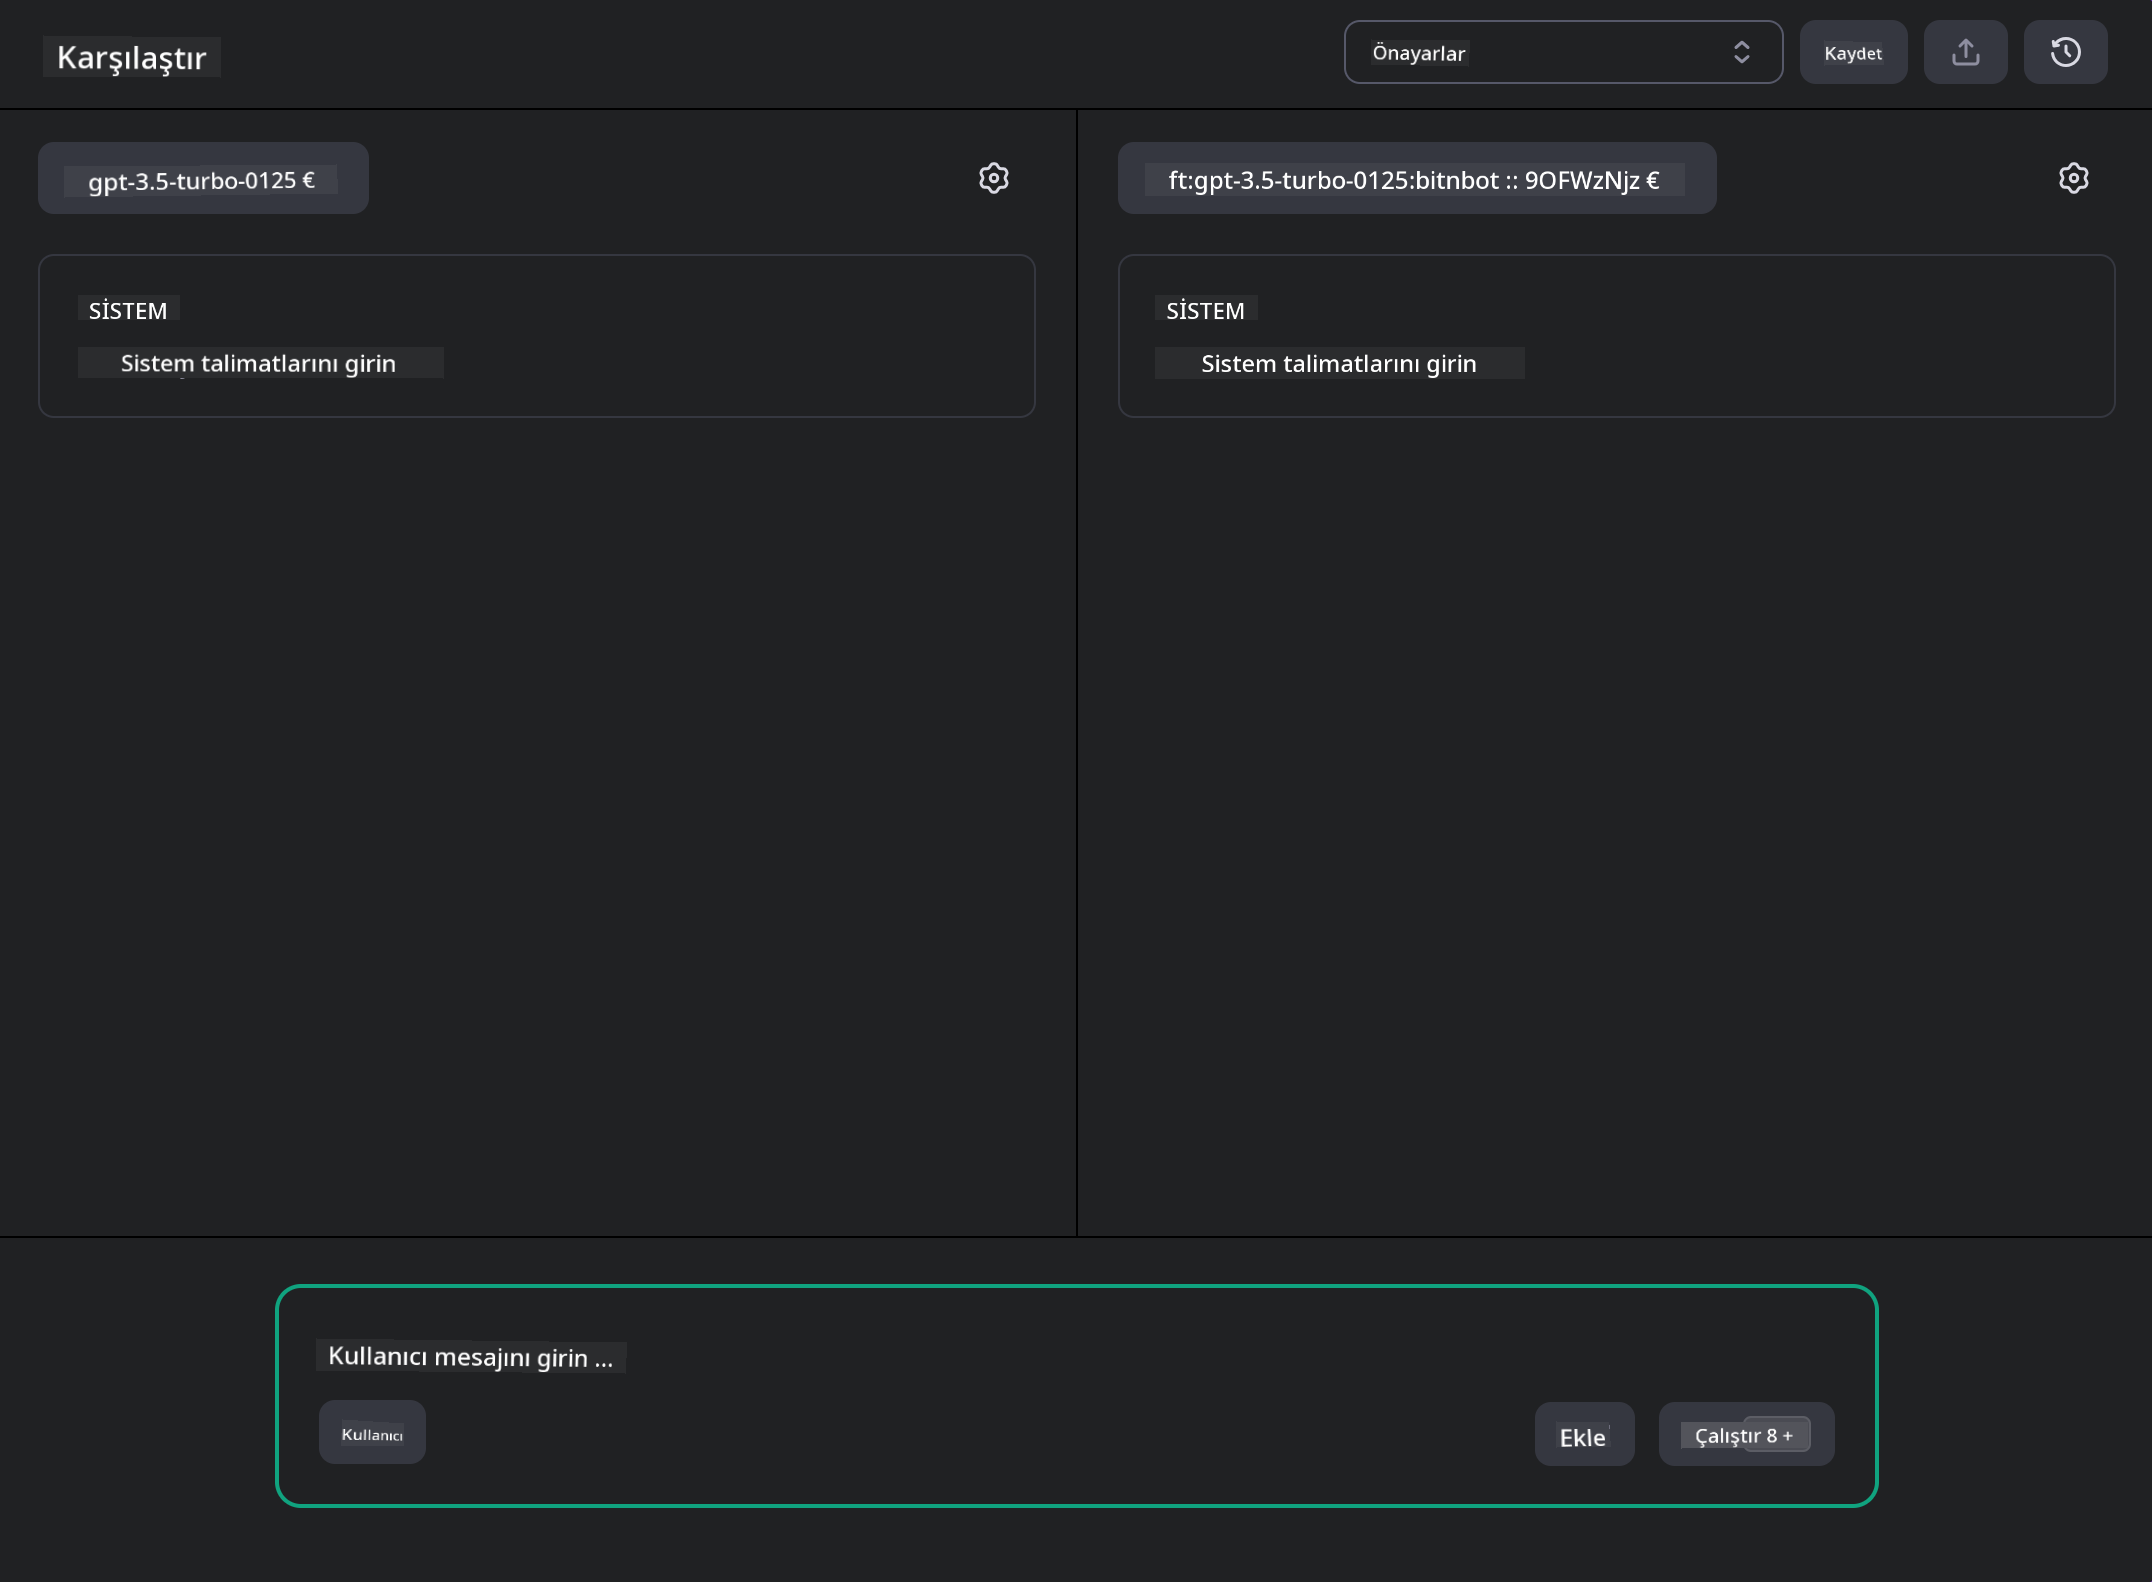 Karşılaştır
Önayarlar
Kaydet
gpt-3.5-turbo-0125 €
ft:gpt-3.5-turbo-0125:bitnbot :: 9OFWzNjz €
SİSTEM
Sistem talimatlarını girin
SİSTEM
Sistem talimatlarını girin
Kullanıcı mesajını girin ...
Kullanıcı
Ekle
Çalıştır 8 +